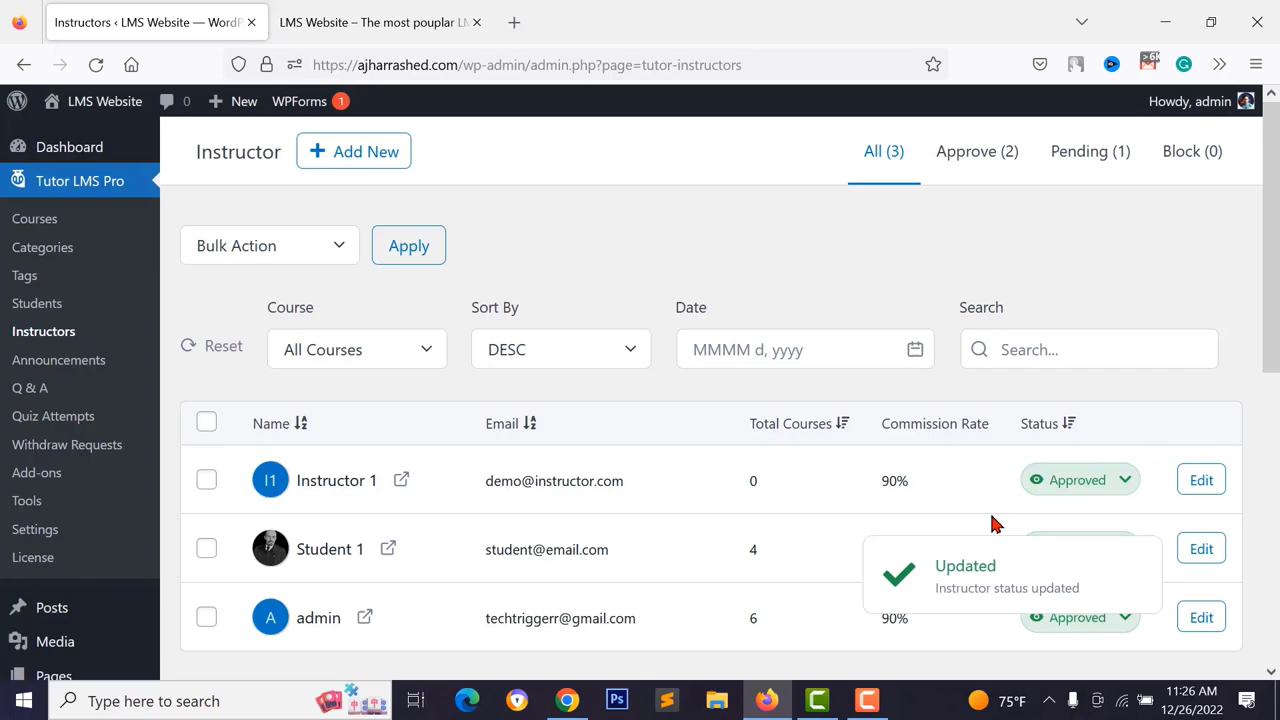 Instructors ‹ LMS Website — WordP
LMS Website – The most pouplar LM
https://ajharrashed.com/wp-admin/admin.php?page=tutor-instructors
>6K
LMS Website 0 New WPForms 1 Howdy, admin
Dashboard
Tutor LMS Pro
Courses
Categories
Tags
Students
Instructors
Announcements
Q & A
Quiz Attempts
Withdraw Requests
Add-ons
Tools
Settings
License
Posts
Media
Pages
Instructor + Add New All (3) Approve (2) Pending (1) Block (0)
Bulk Action Apply
Course Sort By Date Search
Reset All Courses DESC MMMM d, yyyy Search...
Name Email Total Courses Commission Rate Status
I1 Instructor 1 demo@instructor.com 0 90% Approved Edit
Student 1 student@email.com 4 Edit
A admin techtriggerr@gmail.com 6 90% Approved Edit
Updated
Instructor status updated
Type here to search
Ps
75°F
11:26 AM
12/26/2022